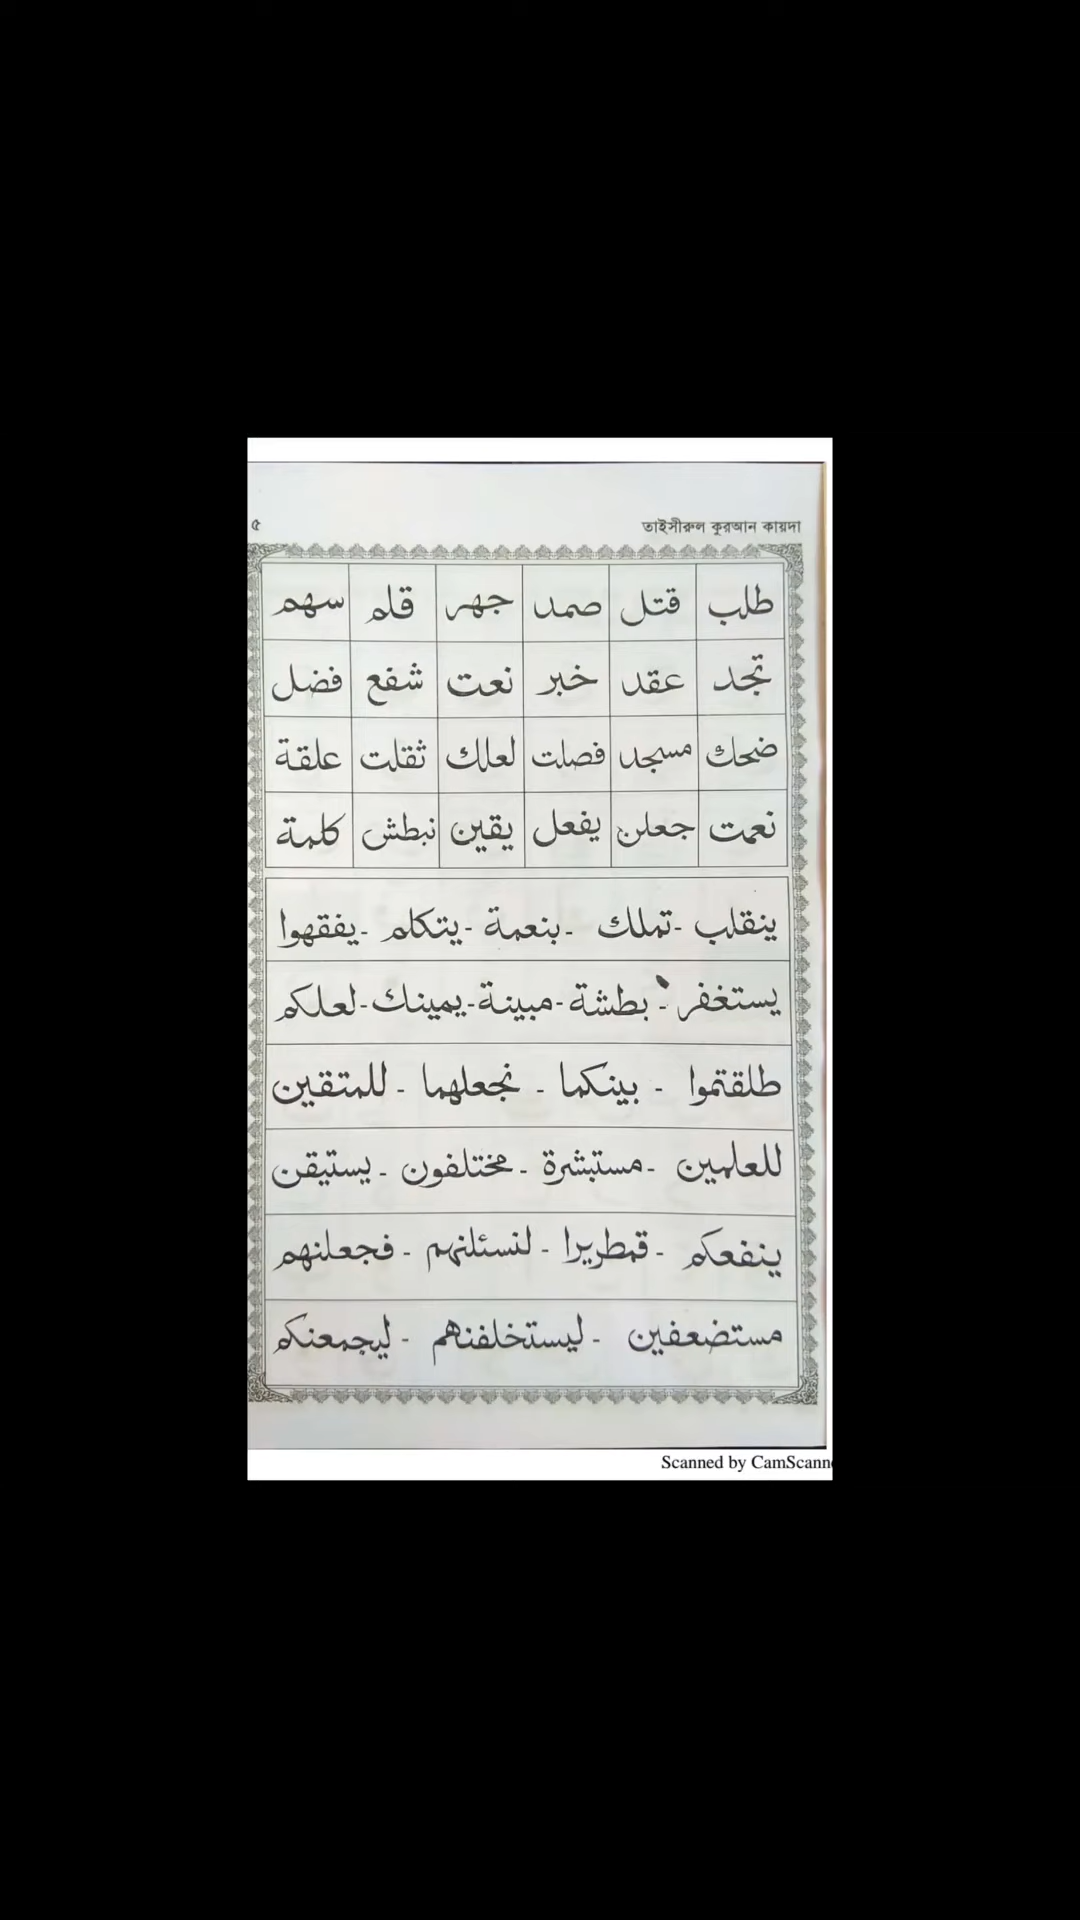 তাইসীরুল কুরআন কায়দা ৫
طلب قتل صمد جهر قلم سهم
تجد عقد خبر نعت شفع فضل
ضحك مسجد فصلت لعلك ثقلت علقة
نعمت جعلن يفعل يقين نبطش كلمة
ينقلب - تملك - بنعمة - يتكلم - يفقهوا
يستغفر - بطشة - مبينة - يمينك - لعلكم
طلقتموا - بينكما - نجعلهما - للمتقين
للعلمين - مستبشرة - مختلفون - يستيقن
ينفعكم - قمطريرا - لنسئلنهم - فجعلنهم
مستضعفين - ليستخلفنهم - ليجمعنكم
Scanned by CamScann